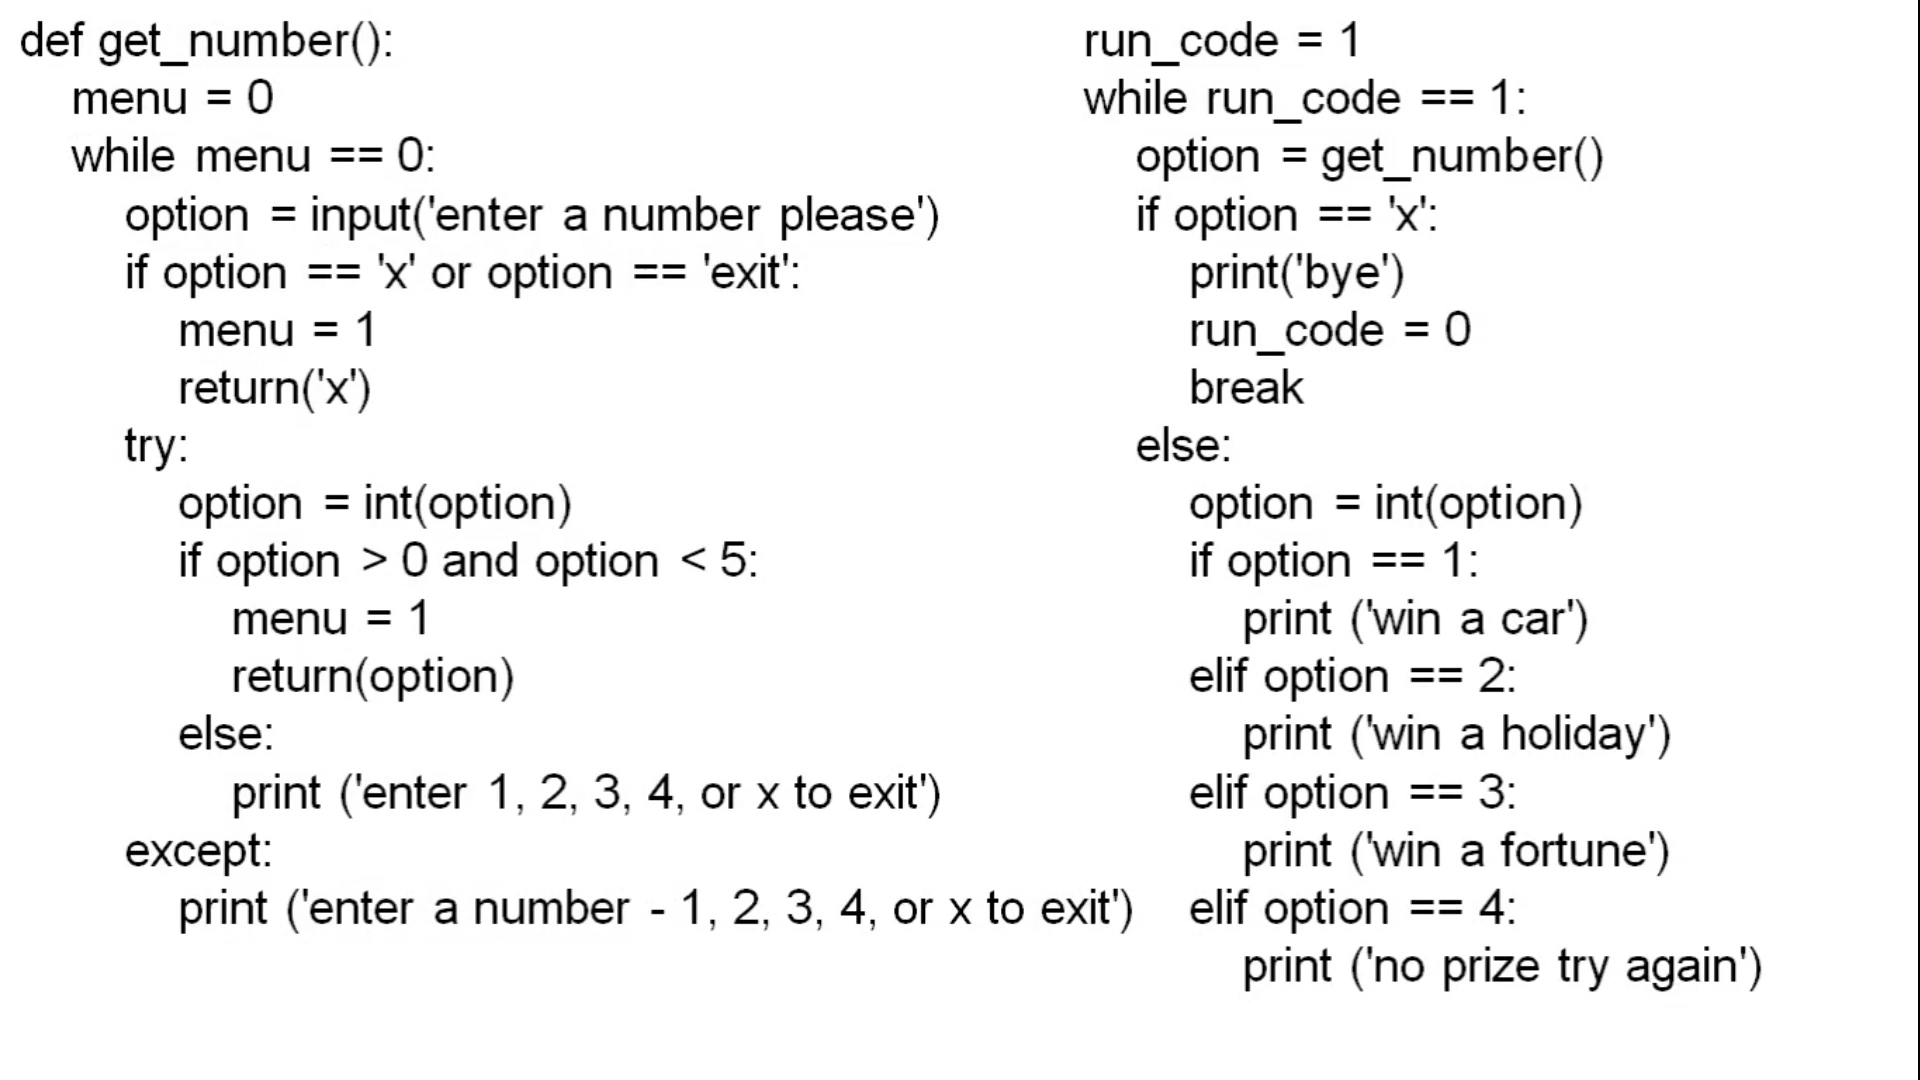 def get_number():
menu = 0
while menu == 0:
option = input('enter a number please')
if option == 'x' or option == 'exit':
menu = 1
return('x')
try:
option = int(option)
if option > 0 and option < 5:
menu = 1
return(option)
else:
print ('enter 1, 2, 3, 4, or x to exit')
except:
print ('enter a number - 1, 2, 3, 4, or x to exit')
run_code = 1
while run_code == 1:
option = get_number()
if option == 'x':
print('bye')
run_code = 0
break
else:
option = int(option)
if option == 1:
print ('win a car')
elif option == 2:
print ('win a holiday')
elif option == 3:
print ('win a fortune')
elif option == 4:
print ('no prize try again')